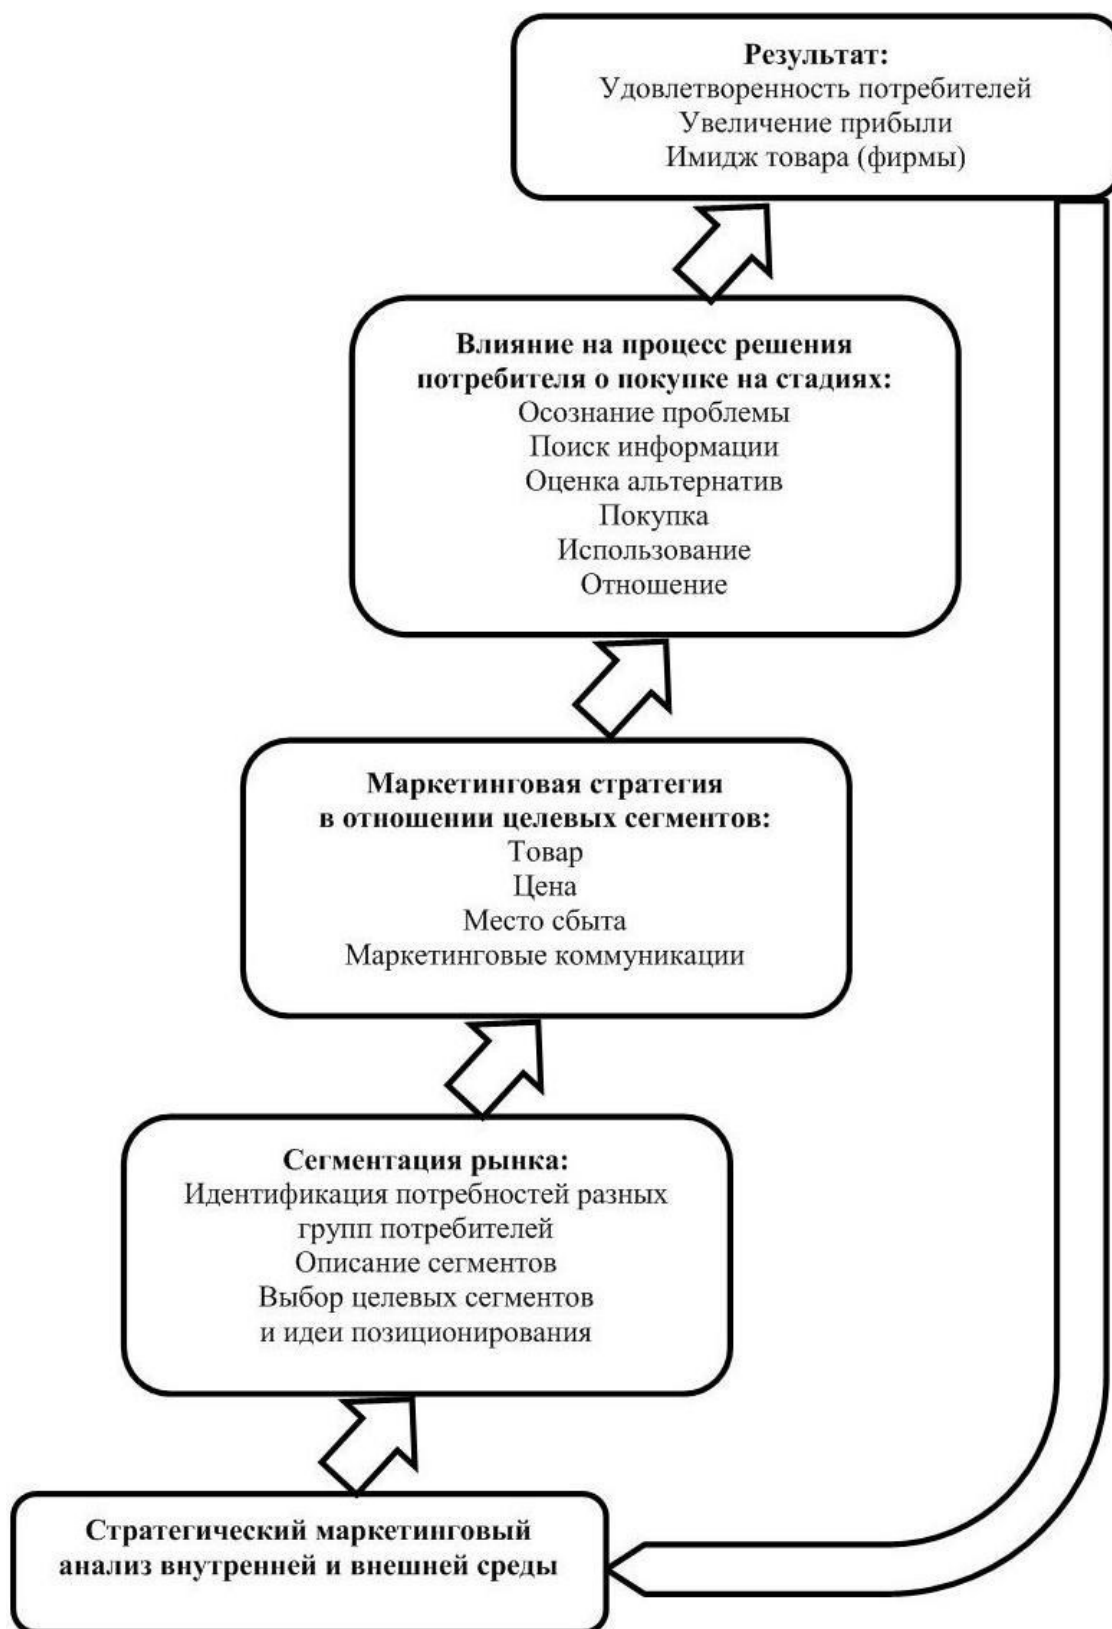 Результат:
Удовлетворенность потребителей
Увеличение прибыли
Имидж товара (фирмы)
Влияние на процесс решения
потребителя о покупке на стадиях:
Осознание проблемы
Поиск информации
Оценка альтернатив
Покупка
Использование
Отношение
Маркетинговая стратегия
в отношении целевых сегментов:
Товар
Цена
Место сбыта
Маркетинговые коммуникации
Сегментация рынка:
Идентификация потребностей разных
групп потребителей
Описание сегментов
Выбор целевых сегментов
и идеи позиционирования
Стратегический маркетинговый
анализ внутренней и внешней среды